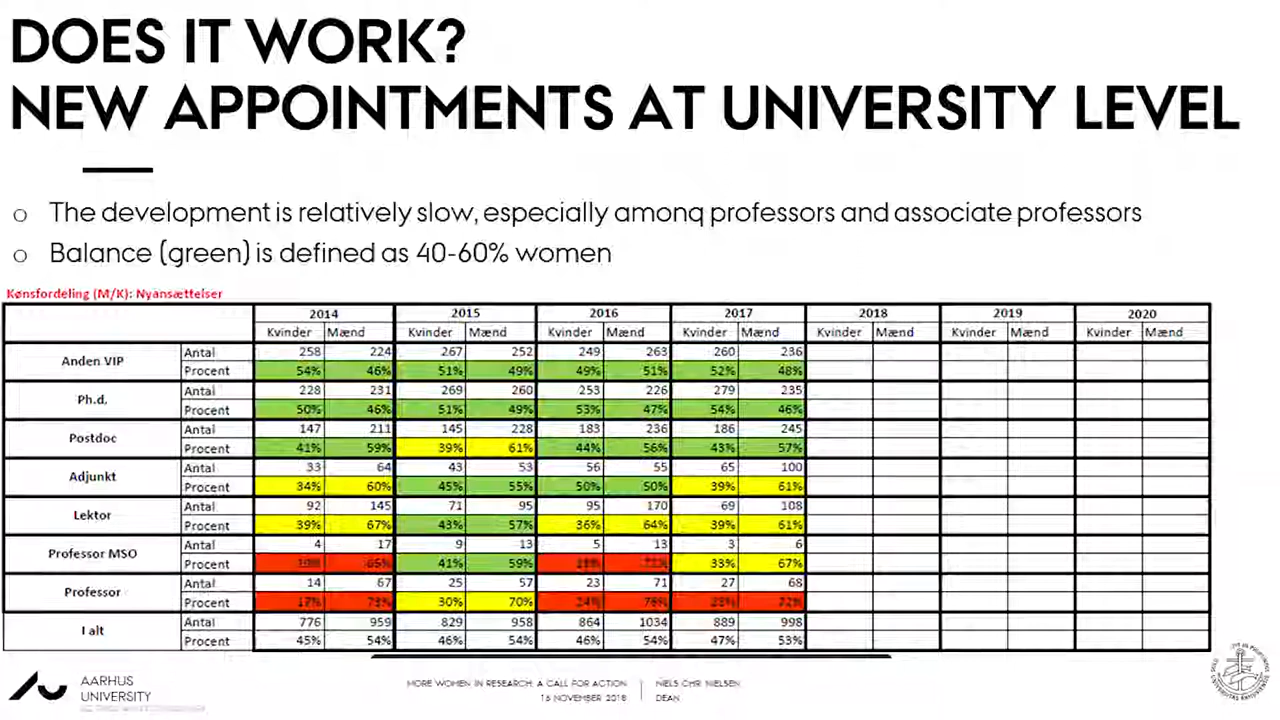 DOES IT WORK?
NEW APPOINTMENTS AT UNIVERSITY LEVEL
o The development is relatively slow, especially among professors and associate professors
o Balance (green) is defined as 40-60% women
Kønsfordeling (M/K): Nyansættelser
2014 2015 2016 2017 2018 2019 2020
Kvinder Mænd Kvinder Mænd Kvinder Mænd Kvinder Mænd Kvinder Mænd Kvinder Mænd Kvinder Mænd
Anden VIP
Antal 258 224 267 252 249 263 260 236
Procent 54% 46% 51% 49% 49% 51% 52% 48%
Ph.d.
Antal 228 231 269 260 253 226 279 235
Procent 50% 46% 51% 49% 53% 47% 54% 46%
Postdoc
Antal 147 211 145 228 183 236 186 245
Procent 41% 59% 39% 61% 44% 56% 43% 57%
Adjunkt
Antal 33 64 43 53 56 55 65 100
Procent 34% 60% 45% 55% 50% 50% 39% 61%
Lektor
Antal 92 145 71 95 95 170 69 108
Procent 39% 67% 43% 57% 36% 64% 39% 61%
Professor MSO
Antal 4 17 9 13 5 13 3 6
Procent 41% 59% 33% 67%
Professor
Antal 14 67 25 57 23 71 27 68
Procent 17% 30% 70% 24% 76% 72%
I alt
Antal 776 959 829 958 864 1034 889 998
Procent 45% 54% 46% 54% 46% 54% 47% 53%
AARHUS
UNIVERSITY
MORE WOMEN IN RESEARCH: A CALL FOR ACTION
16 NOVEMBER 2018
NIELS CHR. NIELSEN
DEAN